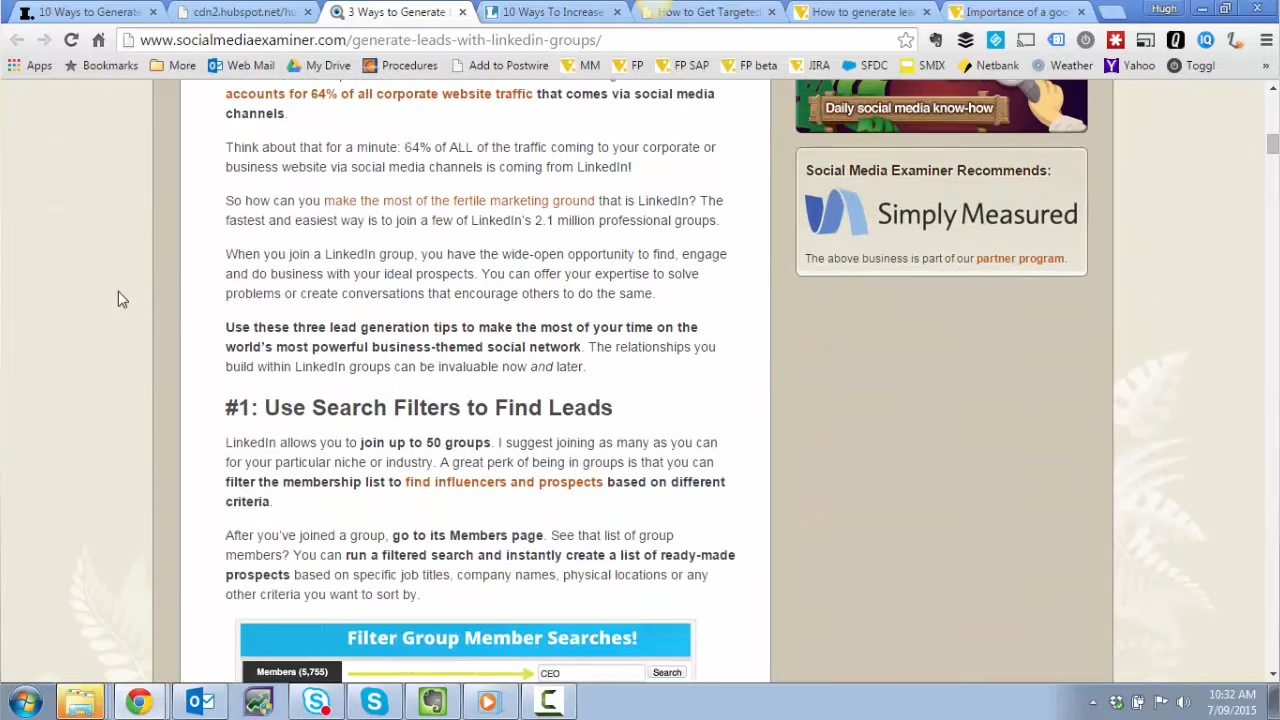 10 Ways to Generate
cdn2.hubspot.net/hu
3 Ways to Generate
10 Ways To Increase
How to Get Targeted
How to generate lea
Importance of a goo
Hugh
www.socialmediaexaminer.com/generate-leads-with-linkedin-groups/
Apps
Bookmarks
More
Web Mail
My Drive
Procedures
Add to Postwire
MM
FP
FP SAP
FP beta
JIRA
SFDC
SMIX
Netbank
Weather
Yahoo
Toggl
accounts for 64% of all corporate website traffic that comes via social media
channels.
Think about that for a minute: 64% of ALL of the traffic coming to your corporate or
business website via social media channels is coming from LinkedIn!
So how can you make the most of the fertile marketing ground that is LinkedIn? The
fastest and easiest way is to join a few of LinkedIn's 2.1 million professional groups.
When you join a LinkedIn group, you have the wide-open opportunity to find, engage
and do business with your ideal prospects. You can offer your expertise to solve
problems or create conversations that encourage others to do the same.
Use these three lead generation tips to make the most of your time on the
world's most powerful business-themed social network. The relationships you
build within LinkedIn groups can be invaluable now and later.
#1: Use Search Filters to Find Leads
LinkedIn allows you to join up to 50 groups. I suggest joining as many as you can
for your particular niche or industry. A great perk of being in groups is that you can
filter the membership list to find influencers and prospects based on different
criteria.
After you've joined a group, go to its Members page. See that list of group
members? You can run a filtered search and instantly create a list of ready-made
prospects based on specific job titles, company names, physical locations or any
other criteria you want to sort by.
Filter Group Member Searches!
Members (5,755)
CEO
Search
Daily social media know-how
Social Media Examiner Recommends:
Simply Measured
The above business is part of our partner program.
10:32 AM
7/09/2015